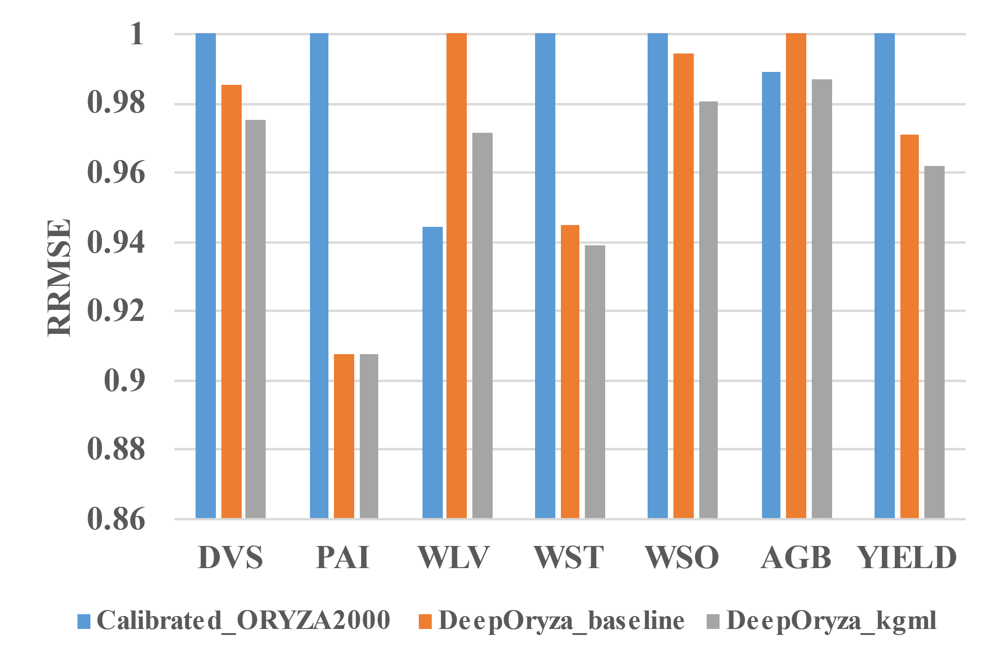 1
0.98
0.96
0.94
0.92
0.9
0.88
0.86
RRMSE
DVS PAI WLV WST WSO AGB YIELD
Calibrated_ORYZA2000 DeepOryza_baseline DeepOryza_kgml